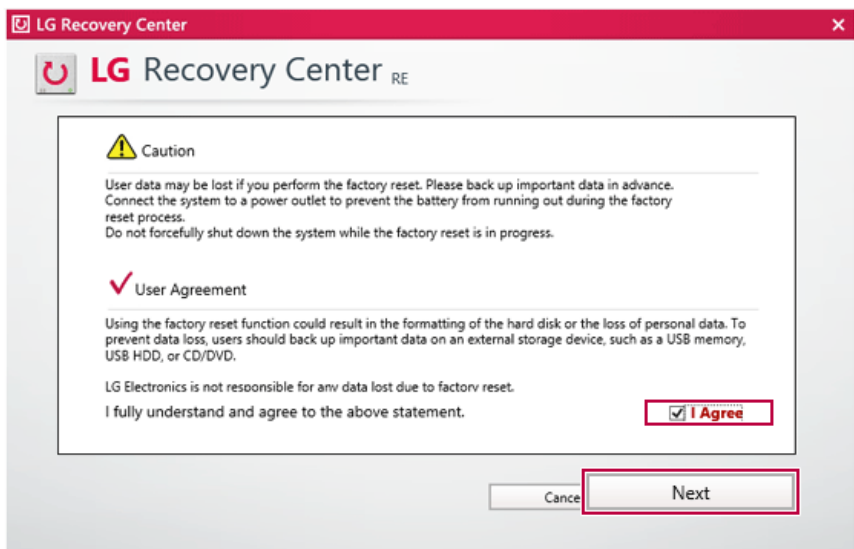 LG Recovery Center
LG Recovery Center RE
Caution
User data may be lost if you perform the factory reset. Please back up important data in advance.
Connect the system to a power outlet to prevent the battery from running out during the factory
reset process.
Do not forcefully shut down the system while the factory reset is in progress.
User Agreement
Using the factory reset function could result in the formatting of the hard disk or the loss of personal data. To
prevent data loss, users should back up important data on an external storage device, such as a USB memory,
USB HDD, or CD/DVD.
LG Electronics is not responsible for any data lost due to factory reset.
I fully understand and agree to the above statement.
I Agree
Cance
Next